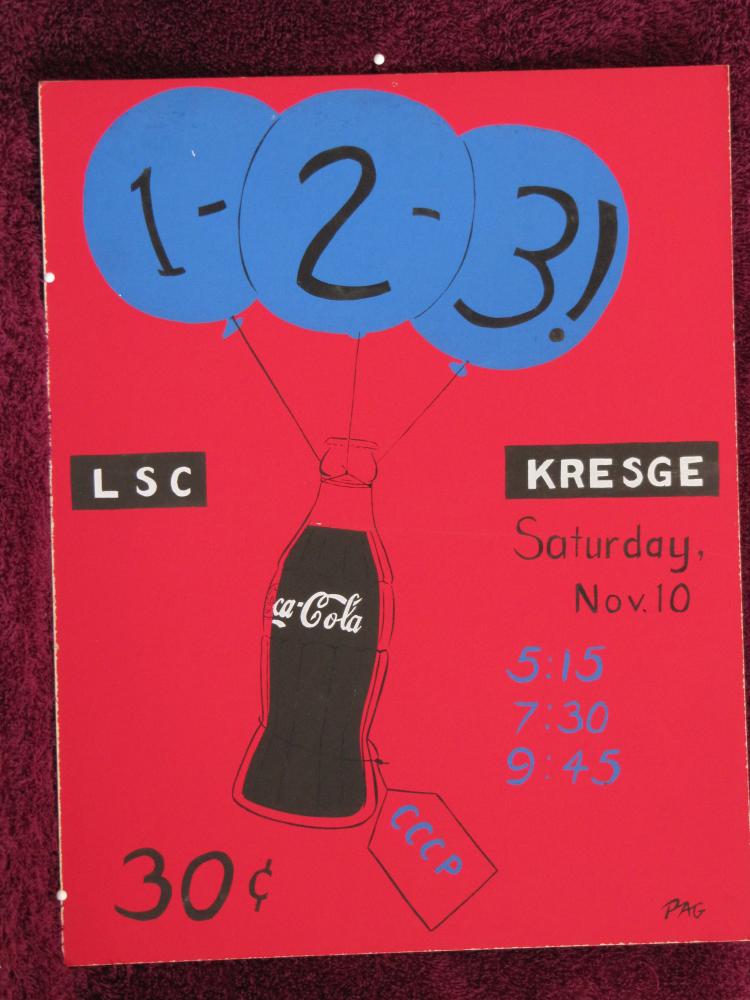 1-2-3!
LSC
KRESGE
Saturday,
Nov. 10
5:15
7:30
9:45
ca-Cola
CCCP
30¢
PAG